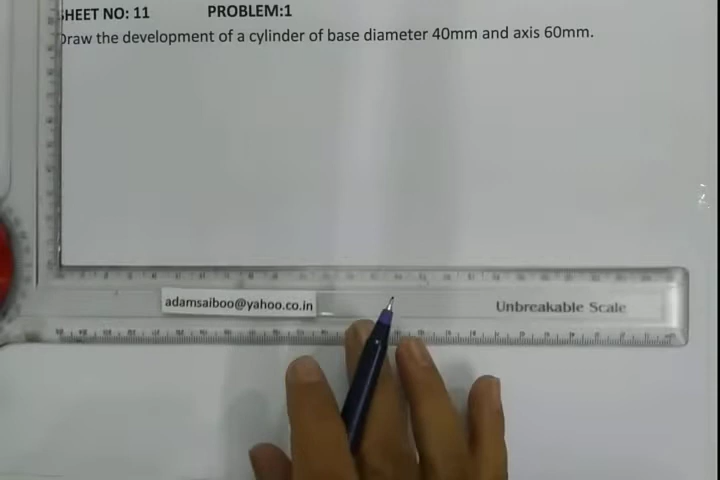 SHEET NO: 11 PROBLEM:1
Draw the development of a cylinder of base diameter 40mm and axis 60mm.
adamsaiboo@yahoo.co.in
Unbreakable Scale